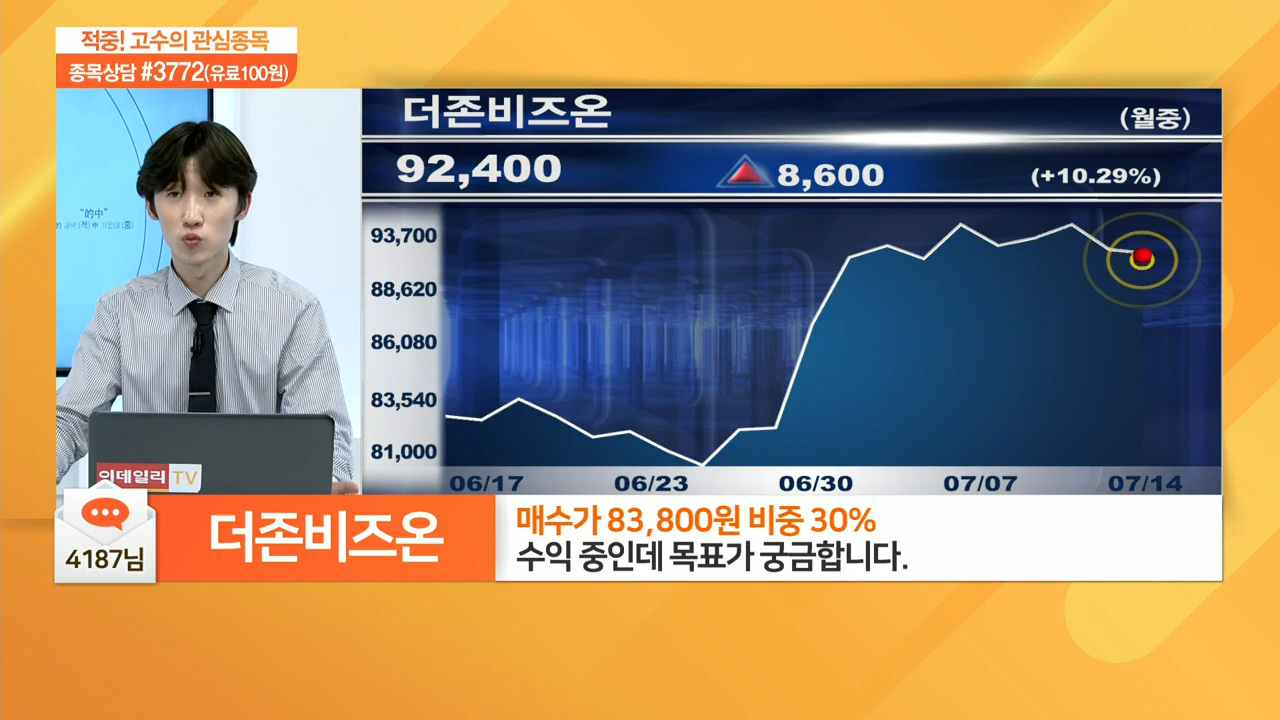 적중! 고수의 관심종목
종목상담 #3772(유료100원)
더존비즈온
(월중)
92,400
8,600
(+10.29%)
"的中"
93,700
88,620
86,080
83,540
81,000
06/17
06/23
06/30
07/07
07/14
이데일리 TV
4187님
더존비즈온
매수가 83,800원 비중 30%
수익 중인데 목표가 궁금합니다.